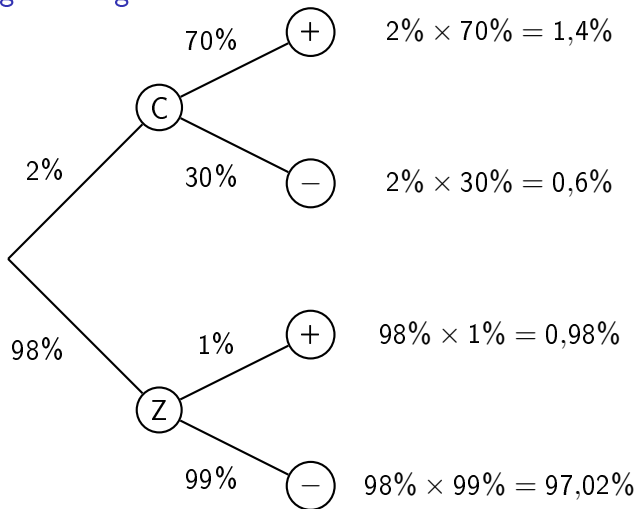 70%
+
2% × 70% = 1,4%
C
2%
30%
−
2% × 30% = 0,6%
98%
1%
+
98% × 1% = 0,98%
Z
99%
−
98% × 99% = 97,02%